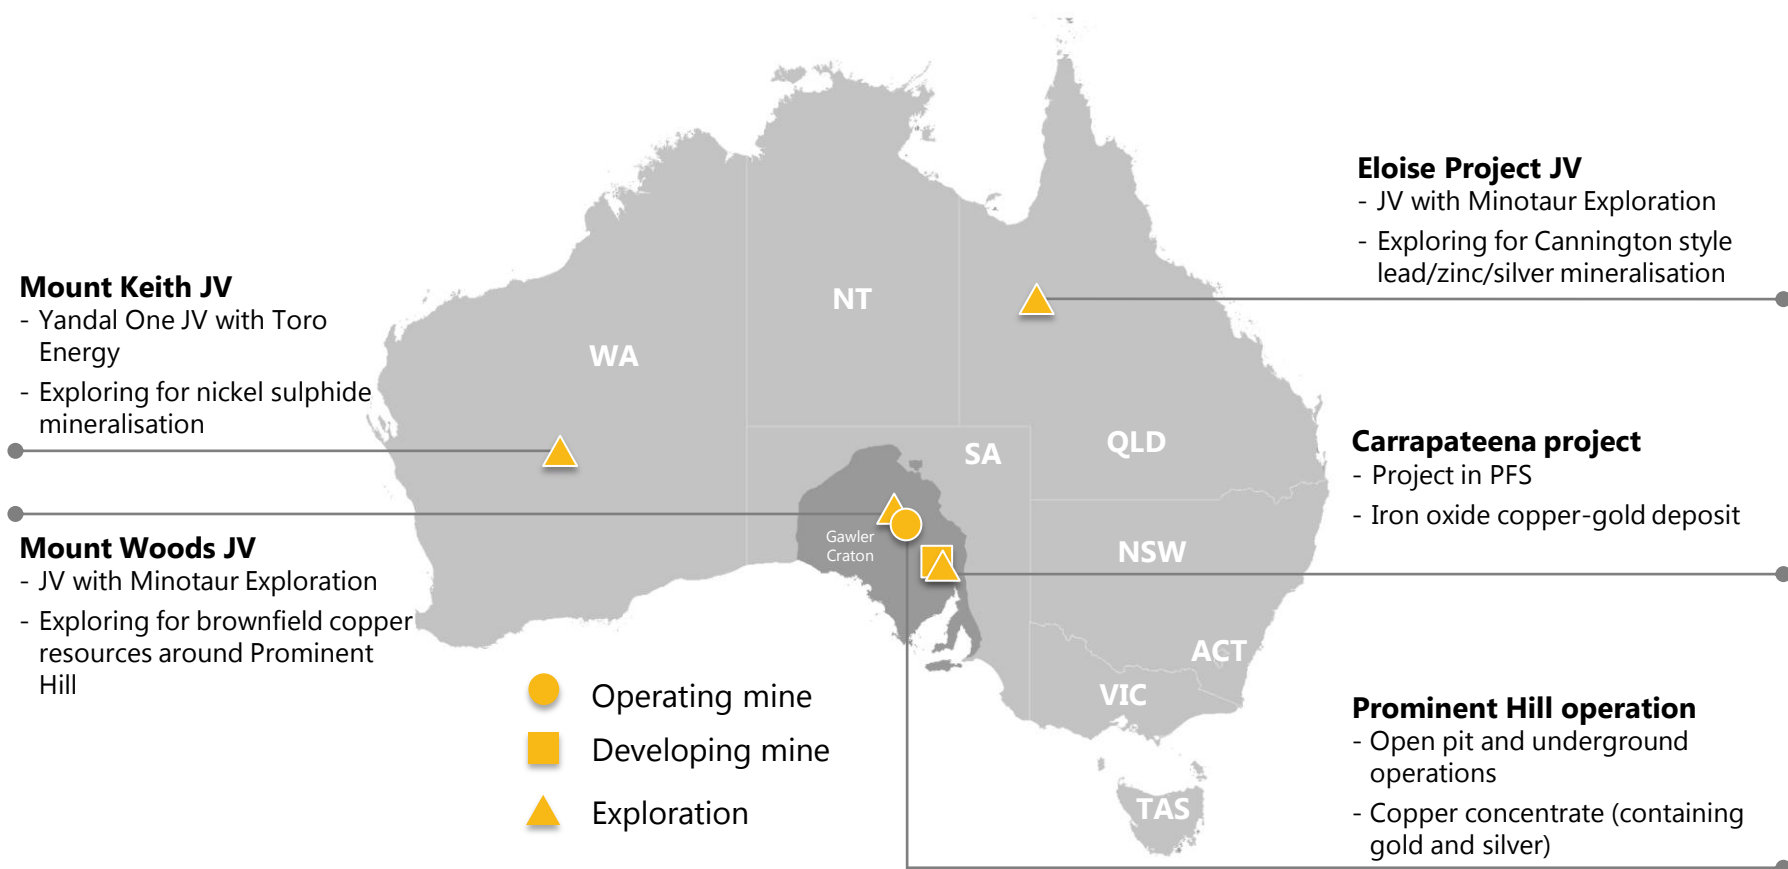 Mount Keith JV
- Yandal One JV with Toro
Energy
- Exploring for nickel sulphide
mineralisation
Mount Woods JV
- JV with Minotaur Exploration
- Exploring for brownfield copper
resources around Prominent
Hill
WA
NT
SA
QLD
NSW
ACT
VIC
TAS
Gawler
Craton
Operating mine
Developing mine
Exploration
Eloise Project JV
- JV with Minotaur Exploration
- Exploring for Cannington style
lead/zinc/silver mineralisation
Carrapateena project
- Project in PFS
- Iron oxide copper-gold deposit
Prominent Hill operation
- Open pit and underground
operations
- Copper concentrate (containing
gold and silver)